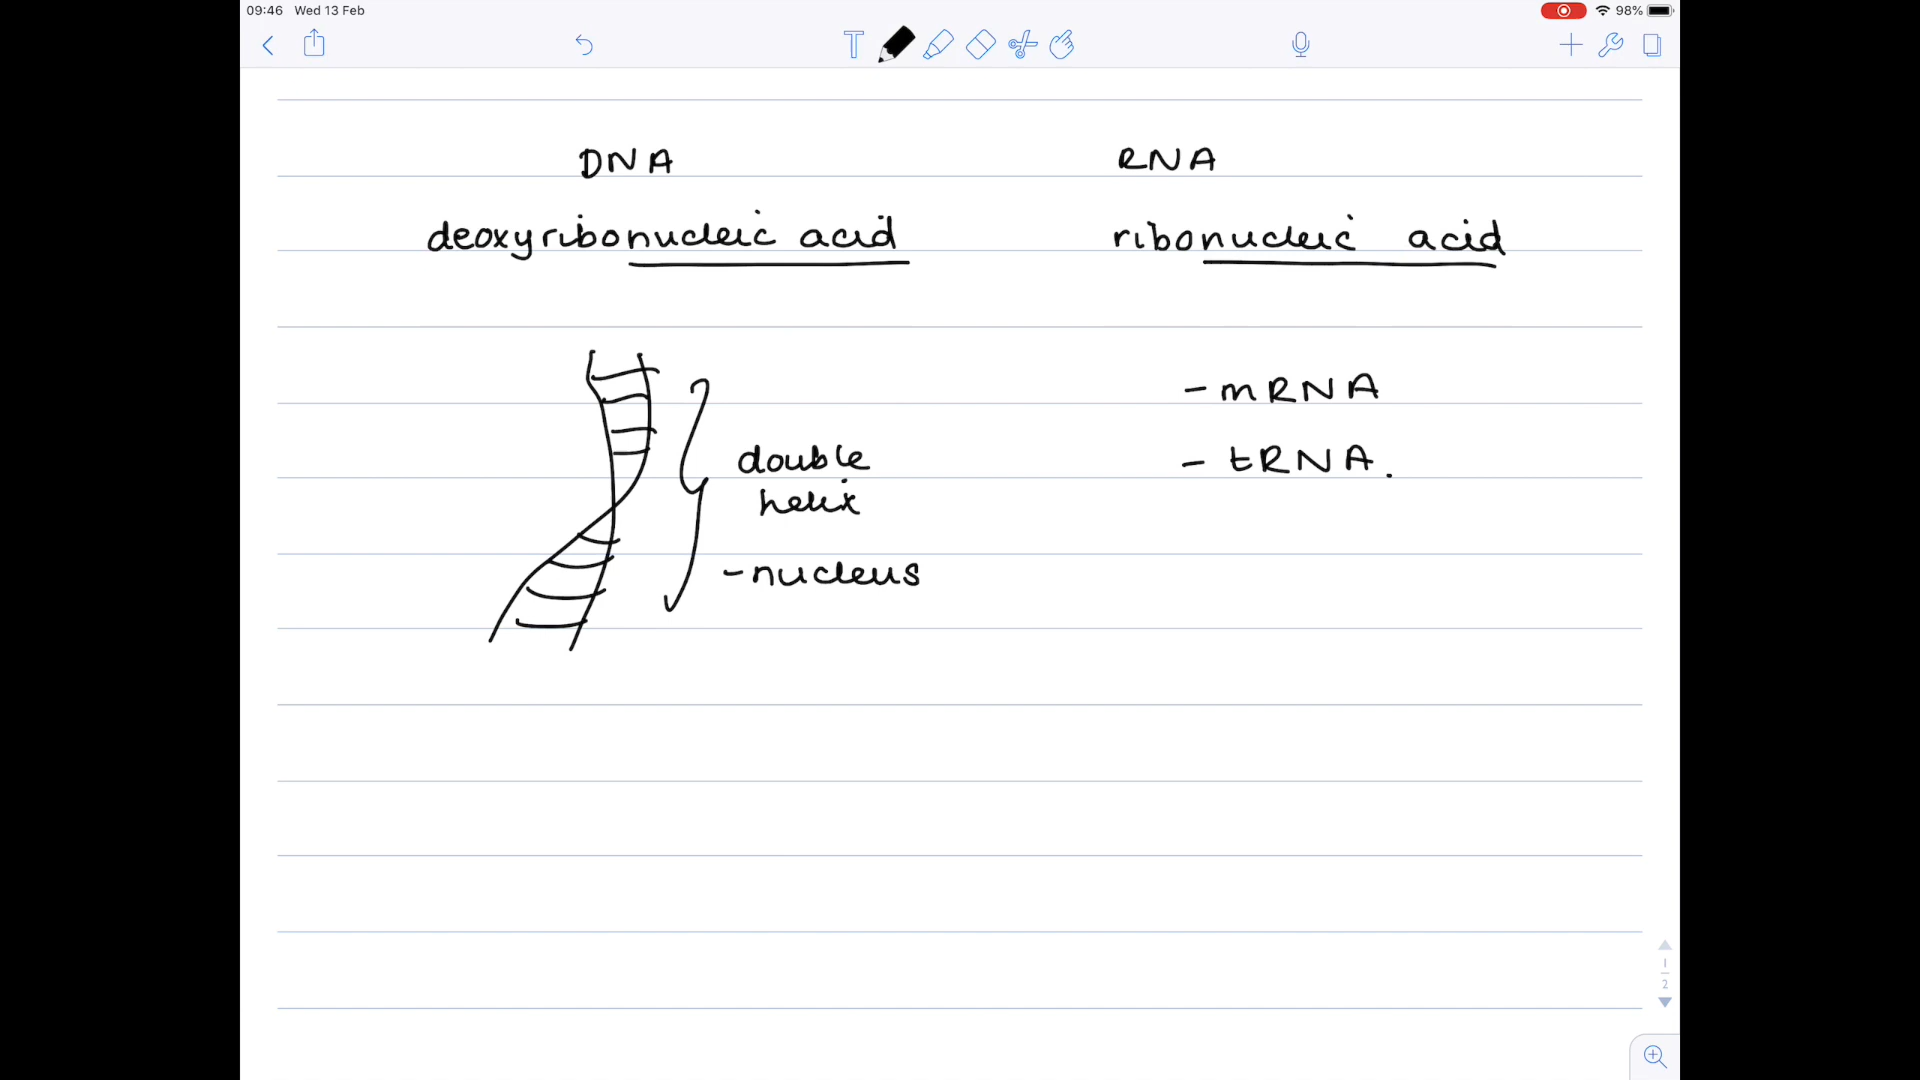 09:46 Wed 13 Feb
98%
T
DNA
RNA
deoxyribonucleic acid
ribonucleic acid
- mRNA
- tRNA.
double
helix
- nucleus
1
2